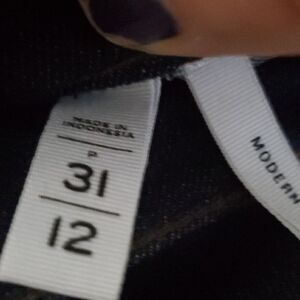 MADE IN
INDONESIA
P
31
12
MODERN